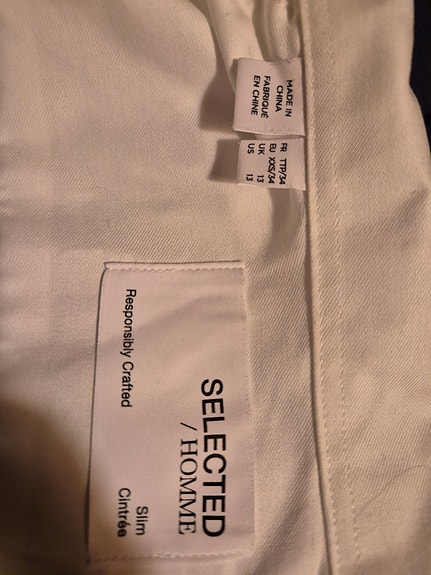 MADE IN
CHINA
FABRIQUÉ
EN CHINE
FR TTP/34
EU XXS/34
UK 13
US 13
SELECTED
/ HOMME
Responsibly Crafted
Slim
Cintrée